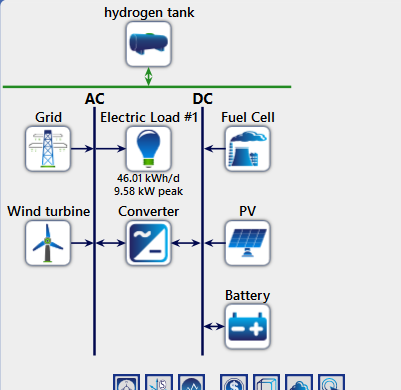 hydrogen tank
AC DC
Grid Electric Load #1 Fuel Cell
46.01 kWh/d
9.58 kW peak
Wind turbine Converter PV
Battery